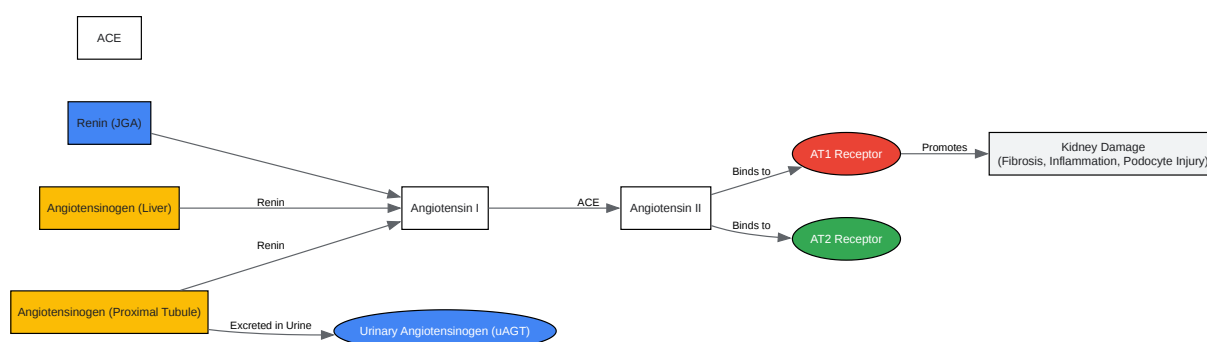 ACE
Renin (JGA)
Angiotensinogen (Liver)
Renin
Angiotensin I
ACE
Angiotensin II
Binds to
AT1 Receptor
Promotes
Kidney Damage
(Fibrosis, Inflammation, Podocyte Injury)
Binds to
AT2 Receptor
Renin
Angiotensinogen (Proximal Tubule)
Excreted in Urine
Urinary Angiotensinogen (uAGT)